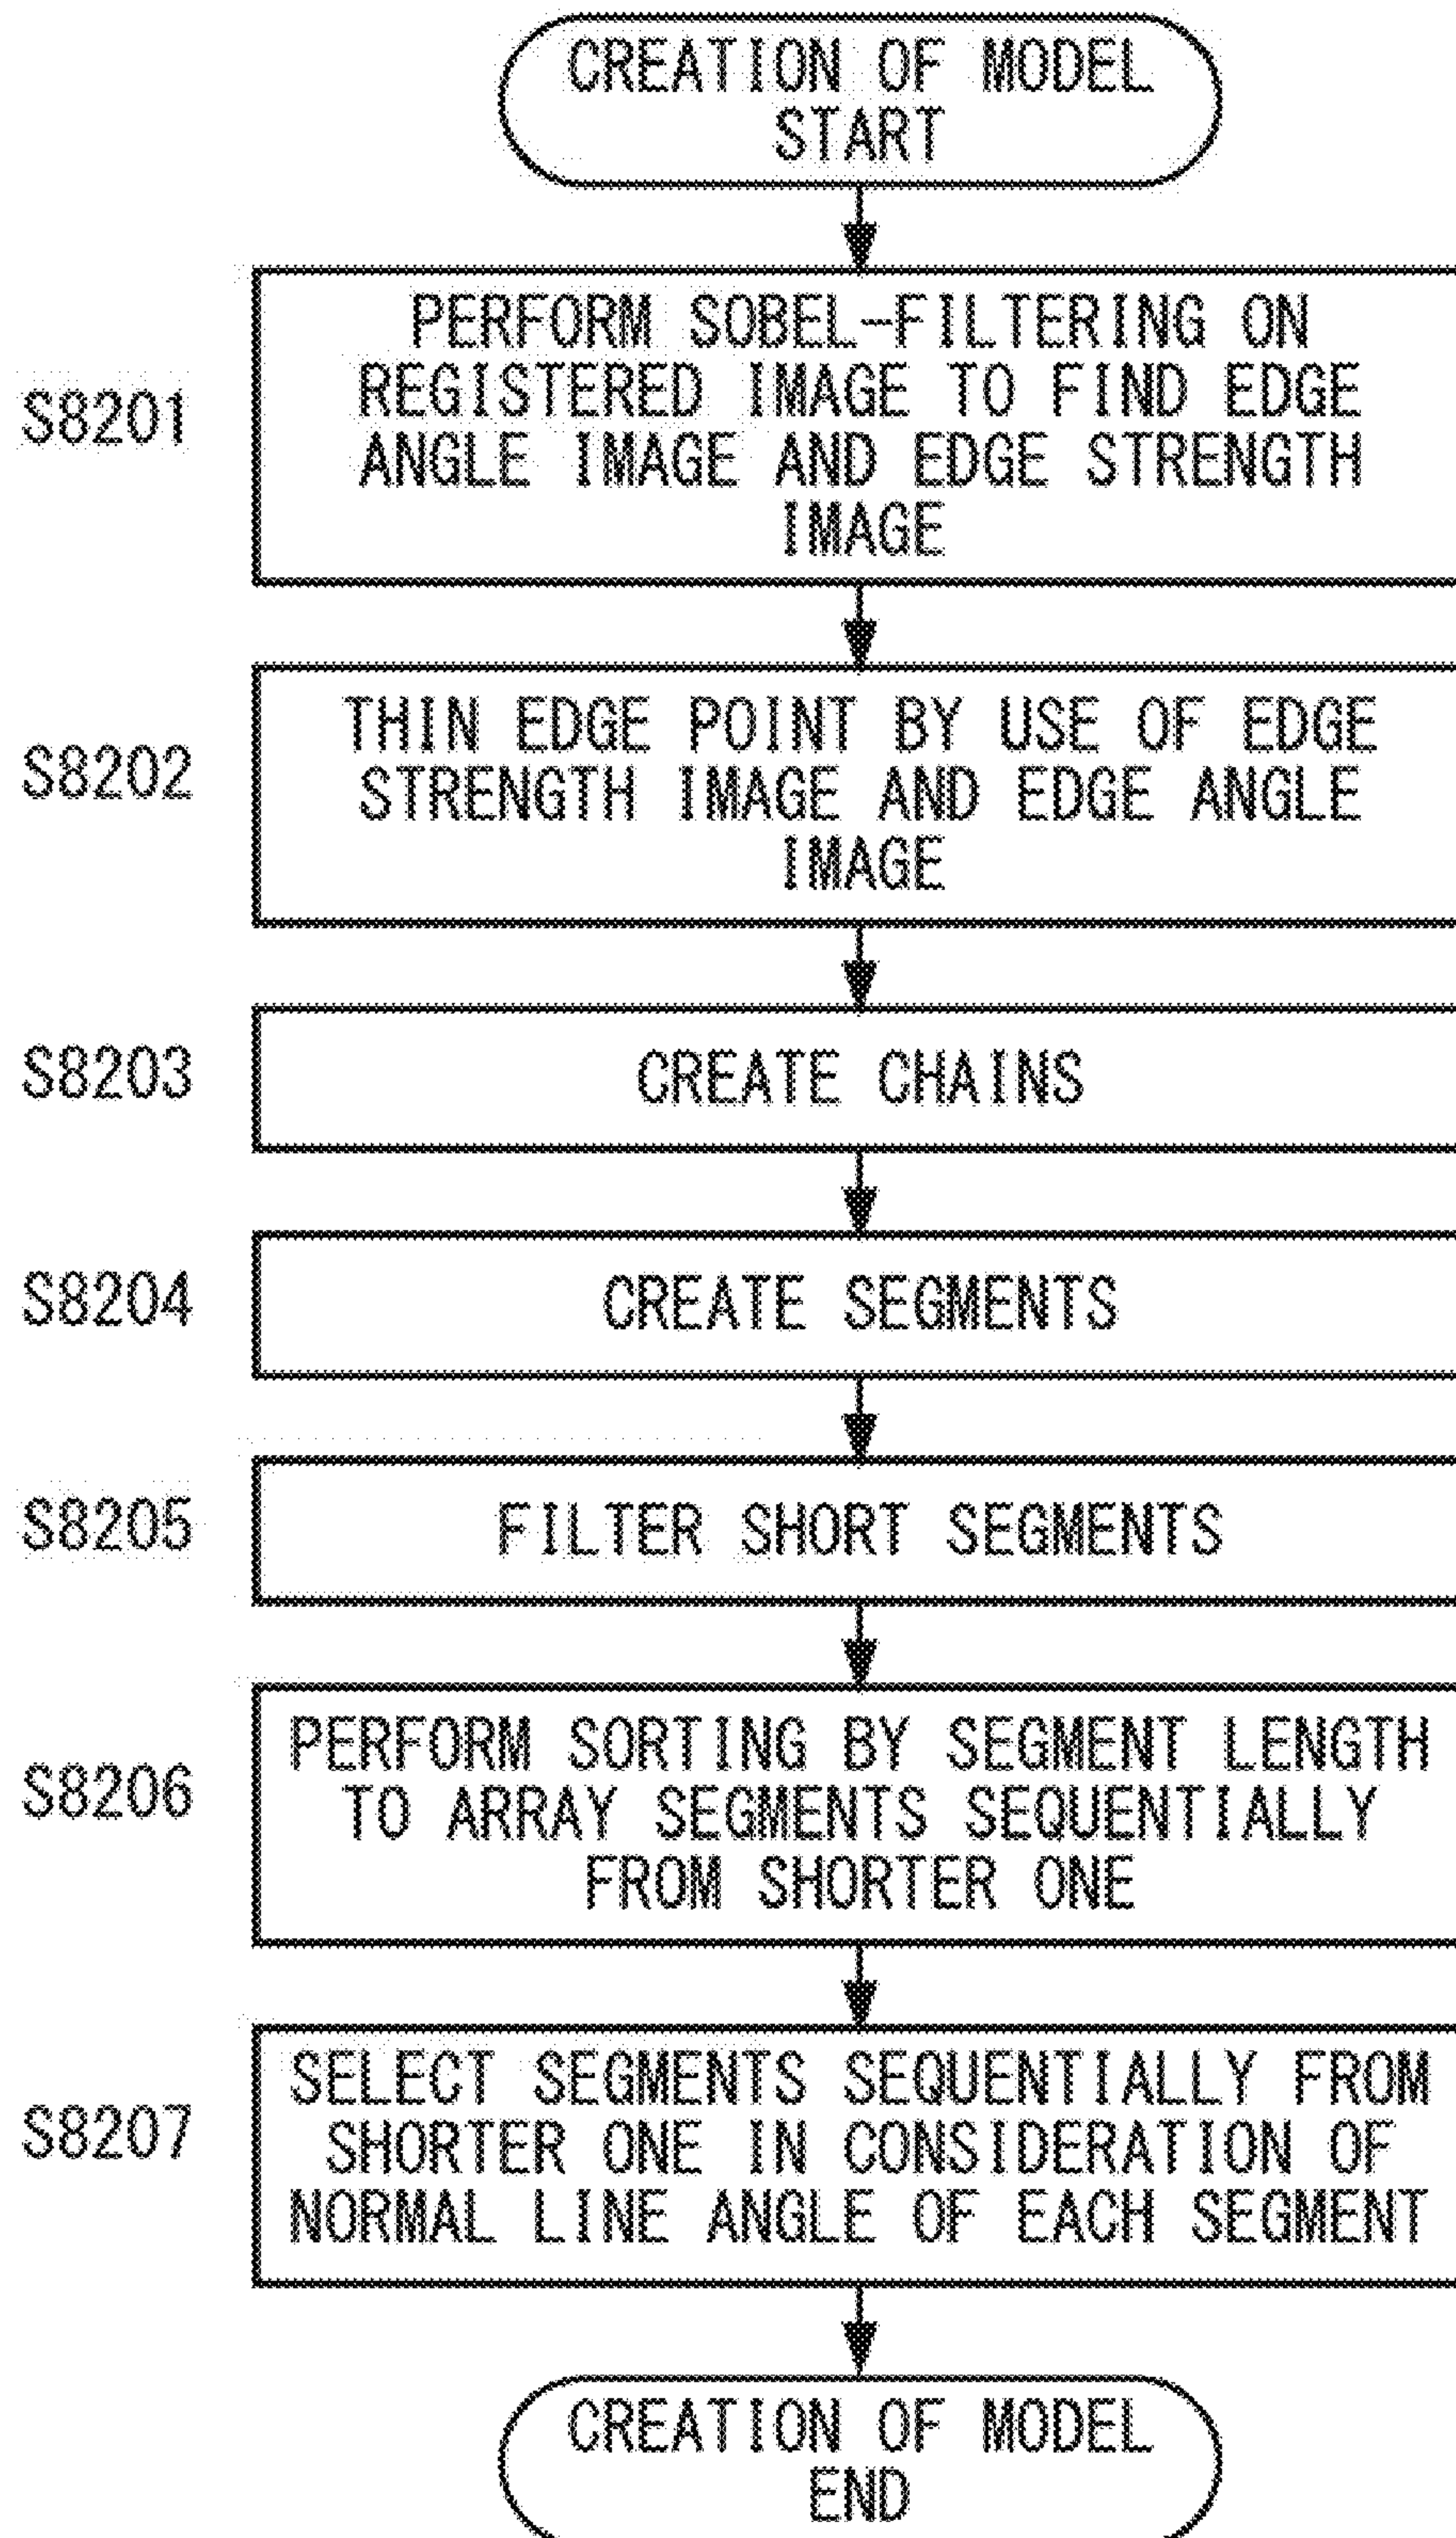 CREATION OF MODEL
START
S8201
PERFORM SOBEL-FILTERING ON
REGISTERED IMAGE TO FIND EDGE
ANGLE IMAGE AND EDGE STRENGTH
IMAGE
S8202
THIN EDGE POINT BY USE OF EDGE
STRENGTH IMAGE AND EDGE ANGLE
IMAGE
S8203
CREATE CHAINS
S8204
CREATE SEGMENTS
S8205
FILTER SHORT SEGMENTS
S8206
PERFORM SORTING BY SEGMENT LENGTH
TO ARRAY SEGMENTS SEQUENTIALLY
FROM SHORTER ONE
S8207
SELECT SEGMENTS SEQUENTIALLY FROM
SHORTER ONE IN CONSIDERATION OF
NORMAL LINE ANGLE OF EACH SEGMENT
CREATION OF MODEL
END